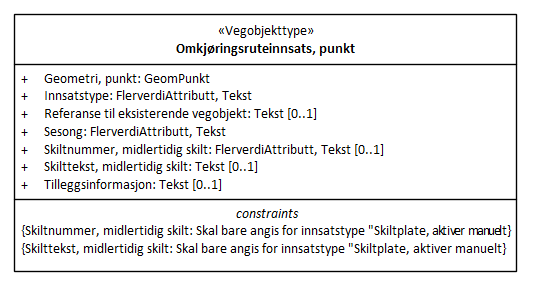 «Vegobjekttype»
Omkjøringsruteinnsats, punkt
+ Geometri, punkt: GeomPunkt
+ Innsatstype: FlerverdiAttributt, Tekst
+ Referanse til eksisterende vegobjekt: Tekst [0..1]
+ Sesong: FlerverdiAttributt, Tekst
+ Skiltnummer, midlertidig skilt: FlerverdiAttributt, Tekst [0..1]
+ Skilttekst, midlertidig skilt: Tekst [0..1]
+ Tilleggsinformasjon: Tekst [0..1]
constraints
{Skiltnummer, midlertidig skilt: Skal bare angis for innsatstype "Skiltplate, aktiver manuelt}
{Skilttekst, midlertidig skilt: Skal bare angis for innsatstype "Skiltplate, aktiver manuelt}